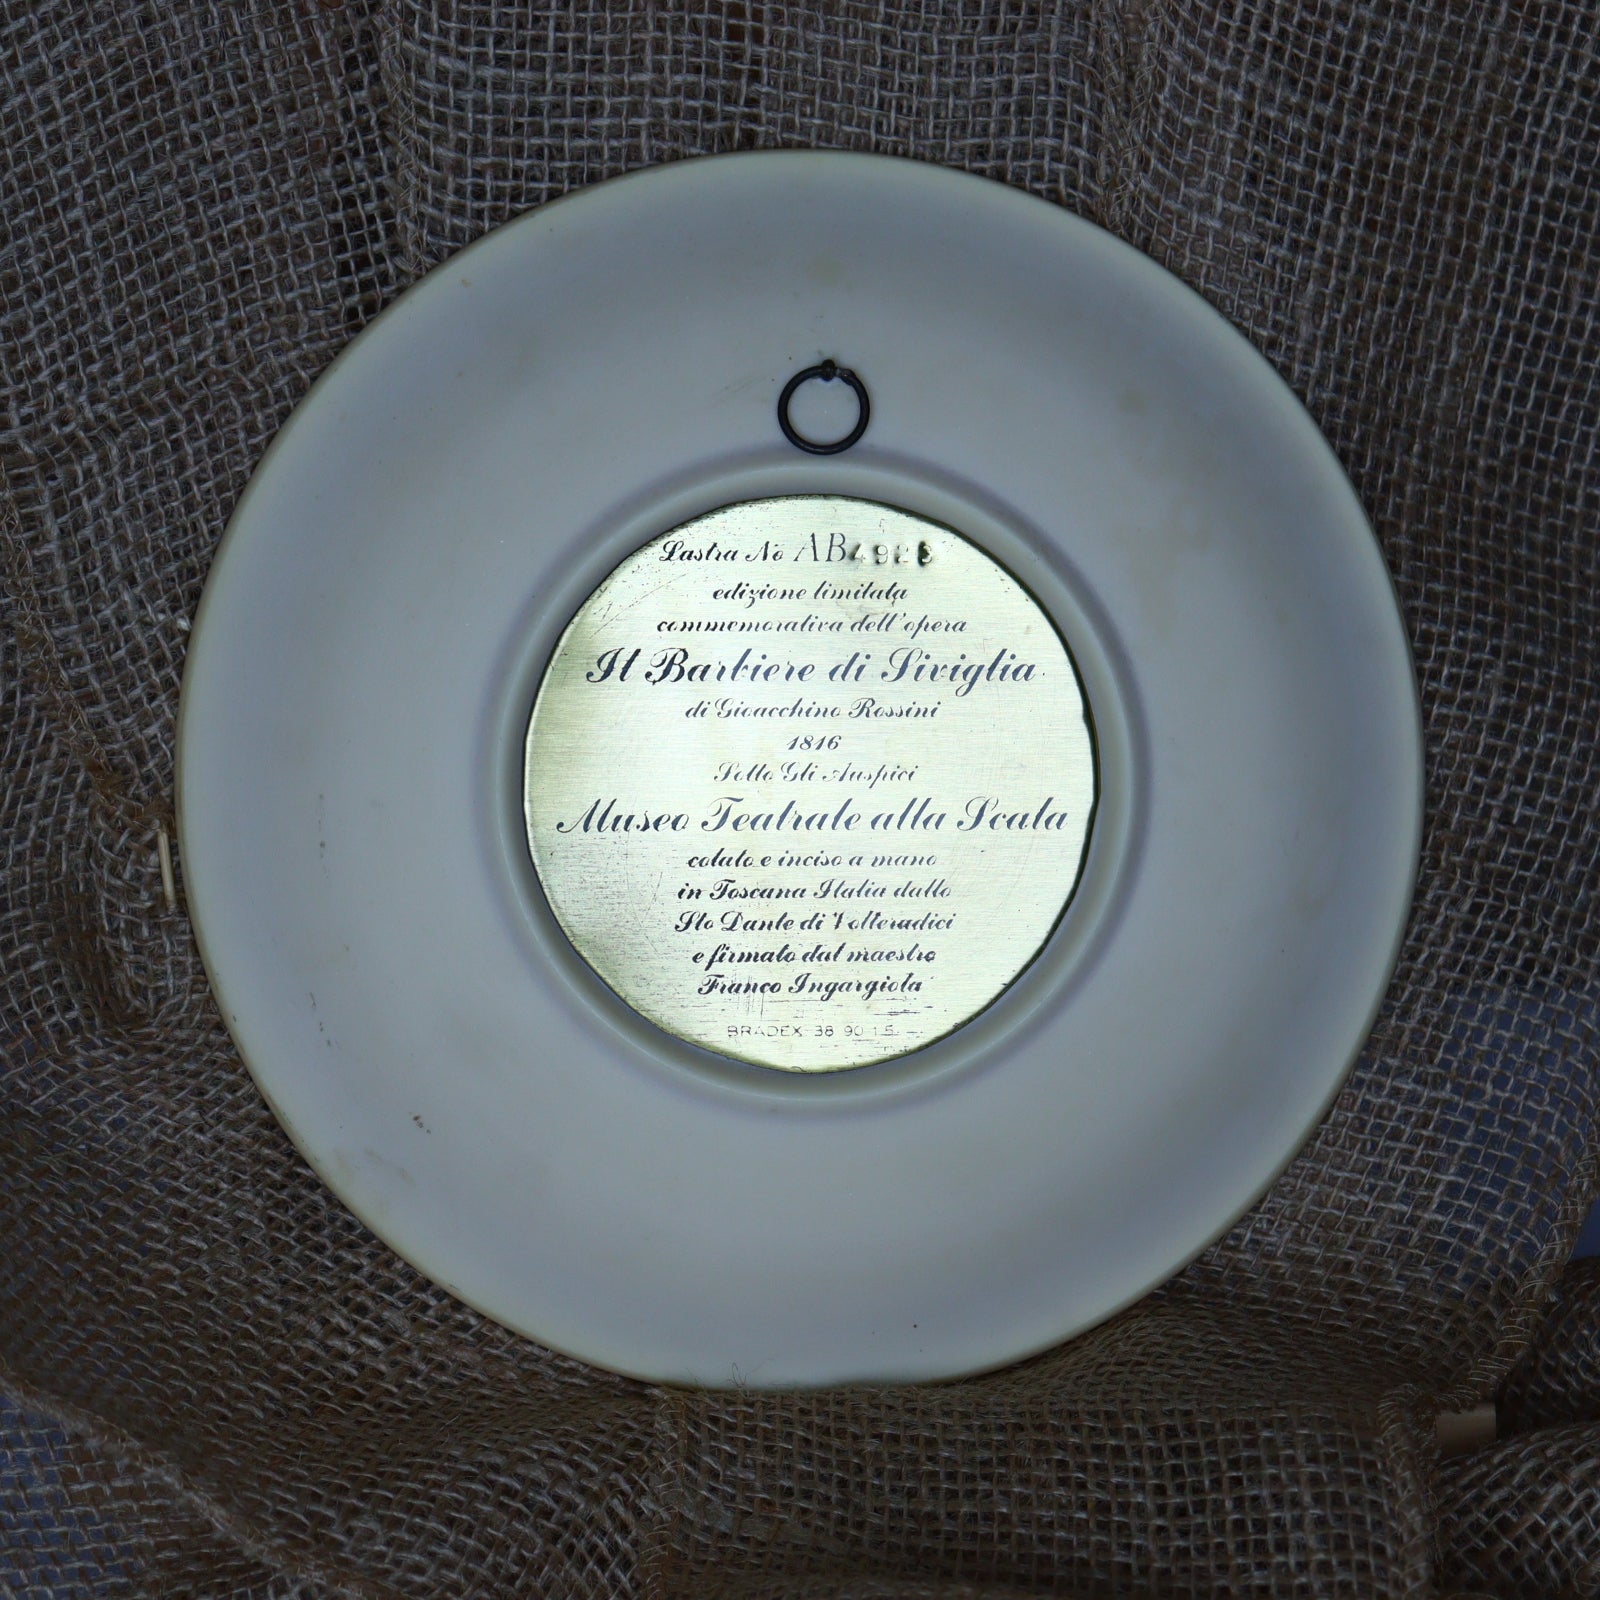 Lastra No AB4923
edizione limitata
commemorativa dell'opera
Il Barbiere di Siviglia
di Gioacchino Rossini
1816
Sotto Gli Auspici
Museo Teatrale alla Scala
colato e inciso a mano
in Toscana Italia dallo
Sto Dante di Volteradici
e firmato dal maestro
Franco Ingargiola
BRADEX 38 90 1.5